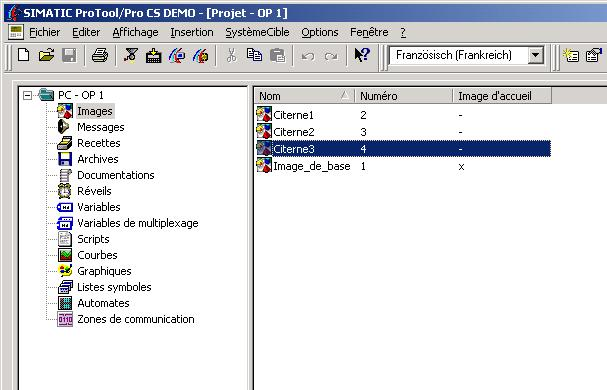 SIMATIC ProTool/Pro CS DEMO - [Projet - OP 1]
Fichier Editer Affichage Insertion SystèmeCible Options Fenêtre ?
Französisch (Frankreich)
PC - OP 1
Images
Messages
Recettes
Archives
Documentations
Réveils
Variables
Variables de multiplexage
Scripts
Courbes
Graphiques
Listes symboles
Automates
Zones de communication
Nom Numéro Image d'accueil
Citerne1 2 -
Citerne2 3 -
Citerne3 4 -
Image_de_base 1 x